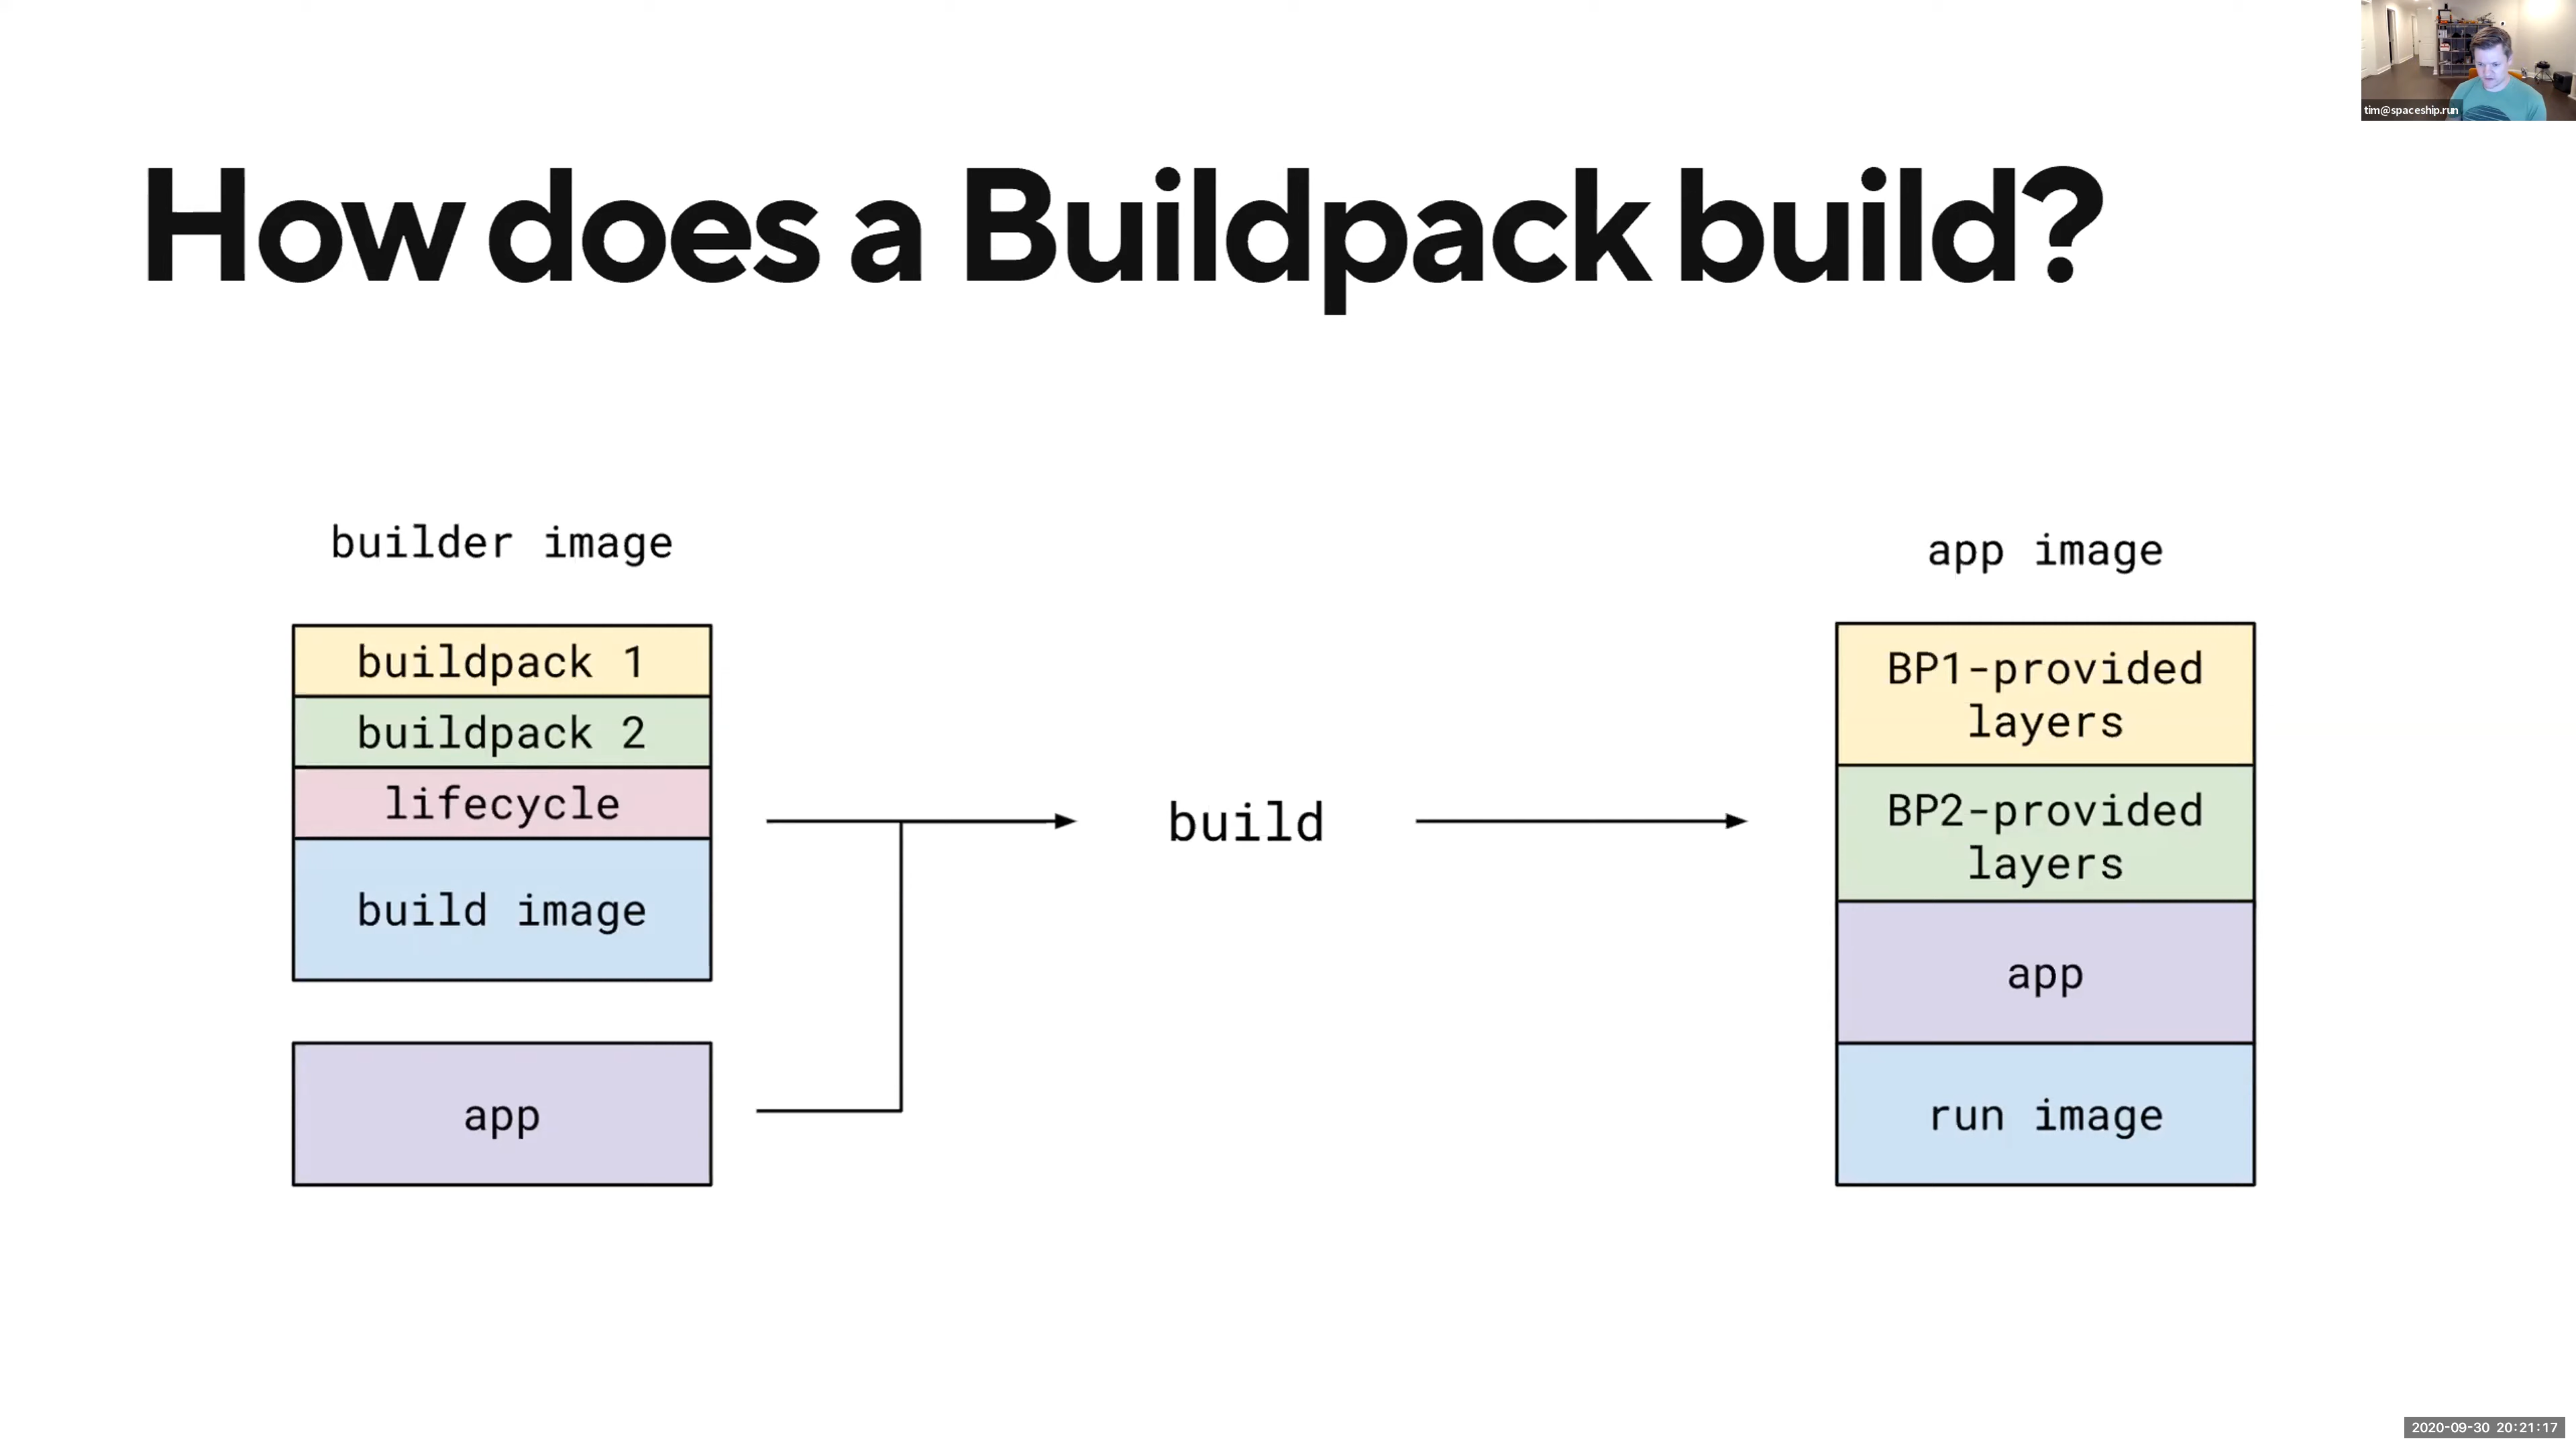 tim@spaceship.run
How does a Buildpack build?
builder image
buildpack 1
buildpack 2
lifecycle
build image
app
build
app image
BP1-provided
layers
BP2-provided
layers
app
run image
2020-09-30 20:21:17